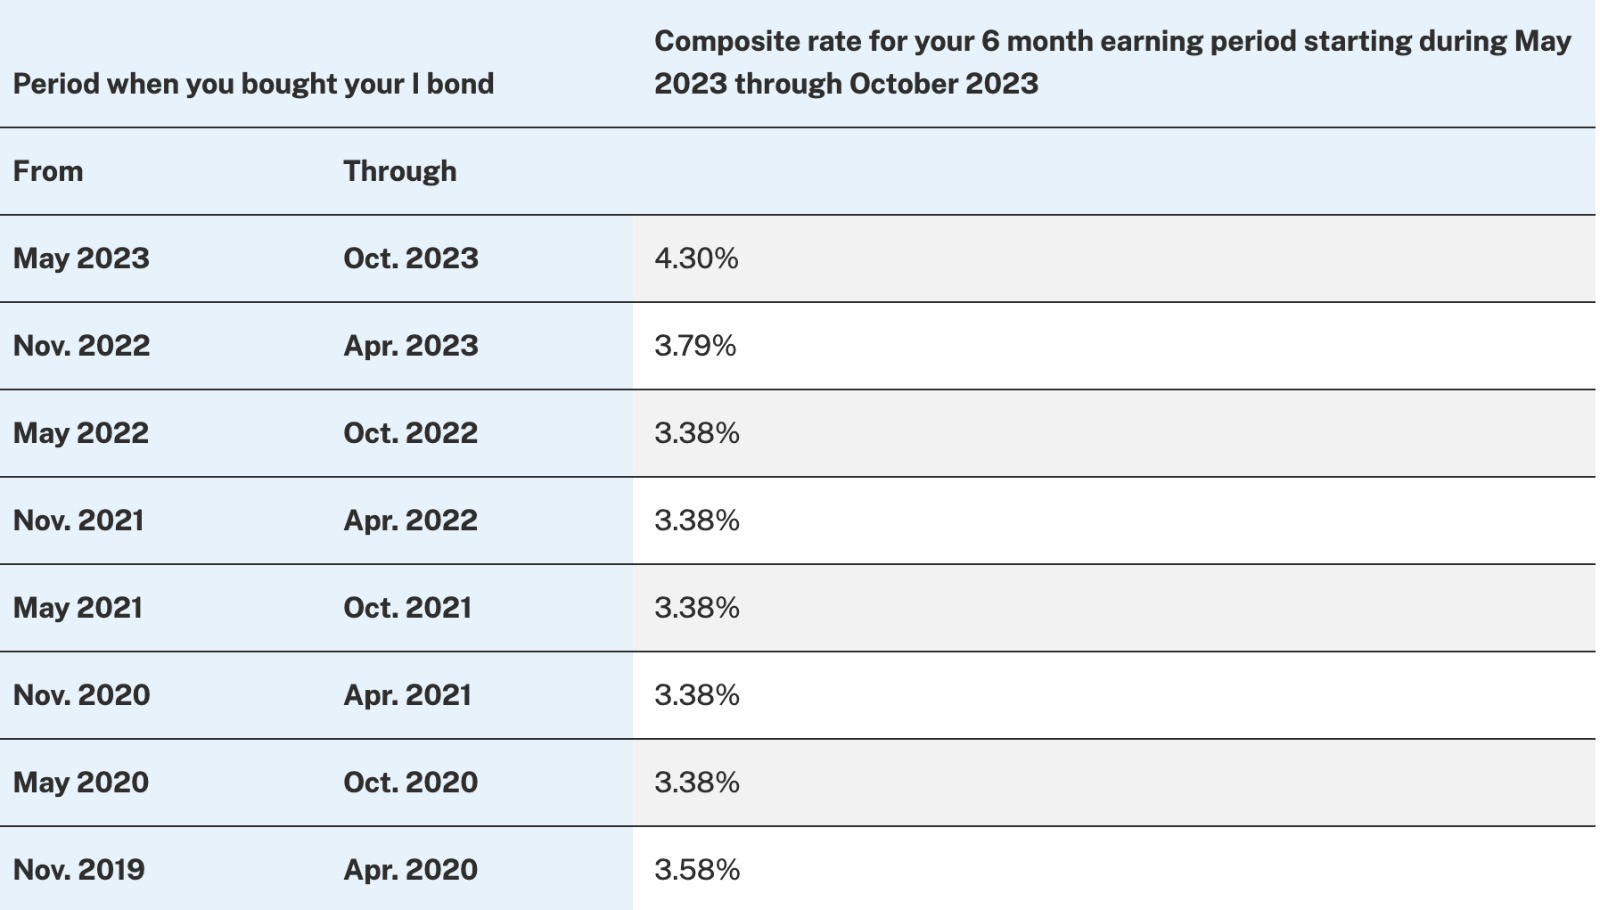 Period when you bought your I bond
Composite rate for your 6 month earning period starting during May
2023 through October 2023
From Through
May 2023 Oct. 2023 4.30%
Nov. 2022 Apr. 2023 3.79%
May 2022 Oct. 2022 3.38%
Nov. 2021 Apr. 2022 3.38%
May 2021 Oct. 2021 3.38%
Nov. 2020 Apr. 2021 3.38%
May 2020 Oct. 2020 3.38%
Nov. 2019 Apr. 2020 3.58%